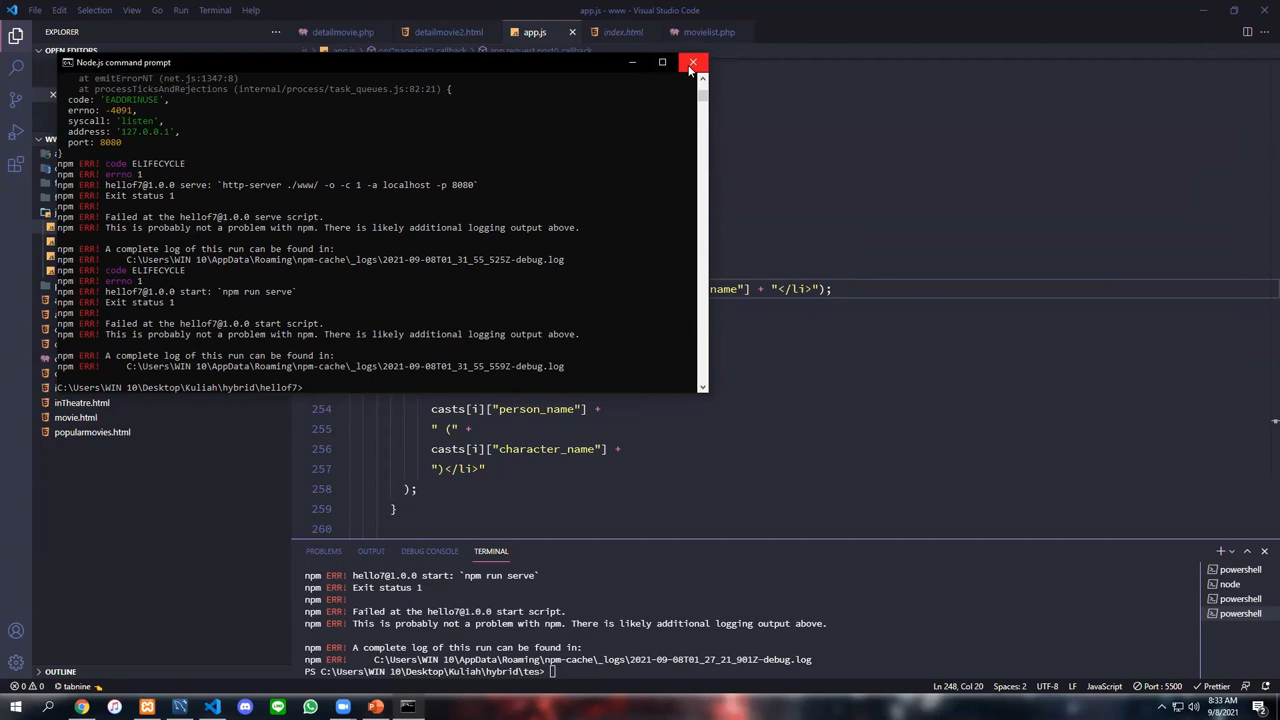 File Edit Selection View Go Run Terminal Help
app.js - www - Visual Studio Code
EXPLORER
detailmovie.php
detailmovie2.html
app.js
index.html
movielist.php
Node.js command prompt
at emitErrorNT (net.js:1347:8)
at processTicksAndRejections (internal/process/task_queues.js:82:21) {
code: 'EADDRINUSE',
errno: -4091,
syscall: 'listen',
address: '127.0.0.1',
port: 8080
}
npm ERR! code ELIFECYCLE
npm ERR! errno 1
npm ERR! hellof7@1.0.0 serve: `http-server ./www/ -o -c 1 -a localhost -p 8080`
npm ERR! Exit status 1
npm ERR!
npm ERR! Failed at the hellof7@1.0.0 serve script.
npm ERR! This is probably not a problem with npm. There is likely additional logging output above.
npm ERR! A complete log of this run can be found in:
npm ERR!     C:\Users\WIN 10\AppData\Roaming\npm-cache\_logs\2021-09-08T01_31_55_525Z-debug.log
npm ERR! code ELIFECYCLE
npm ERR! errno 1
npm ERR! hellof7@1.0.0 start: `npm run serve`
npm ERR! Exit status 1
npm ERR!
npm ERR! Failed at the hellof7@1.0.0 start script.
npm ERR! This is probably not a problem with npm. There is likely additional logging output above.
npm ERR! A complete log of this run can be found in:
npm ERR!     C:\Users\WIN 10\AppData\Roaming\npm-cache\_logs\2021-09-08T01_31_55_559Z-debug.log
C:\Users\WIN 10\Desktop\Kuliah\hybrid\hellof7>
name"] + "</li>");
inTheatre.html
movie.html
popularmovies.html
254 casts[i]["person_name"] +
255 " (" +
256 casts[i]["character_name"] +
257 ")</li>"
258 );
259 }
260
PROBLEMS OUTPUT DEBUG CONSOLE TERMINAL
npm ERR! hello7@1.0.0 start: `npm run serve`
npm ERR! Exit status 1
npm ERR!
npm ERR! Failed at the hello7@1.0.0 start script.
npm ERR! This is probably not a problem with npm. There is likely additional logging output above.
npm ERR! A complete log of this run can be found in:
npm ERR!     C:\Users\WIN 10\AppData\Roaming\npm-cache\_logs\2021-09-08T01_27_21_901Z-debug.log
PS C:\Users\WIN 10\Desktop\Kuliah\hybrid\tes>
powershell
node
powershell
powershell
OUTLINE
0 0 tabnine
Ln 248, Col 20 Spaces: 2 UTF-8 LF JavaScript Port : 5500 Prettier
8:33 AM
9/8/2021
2